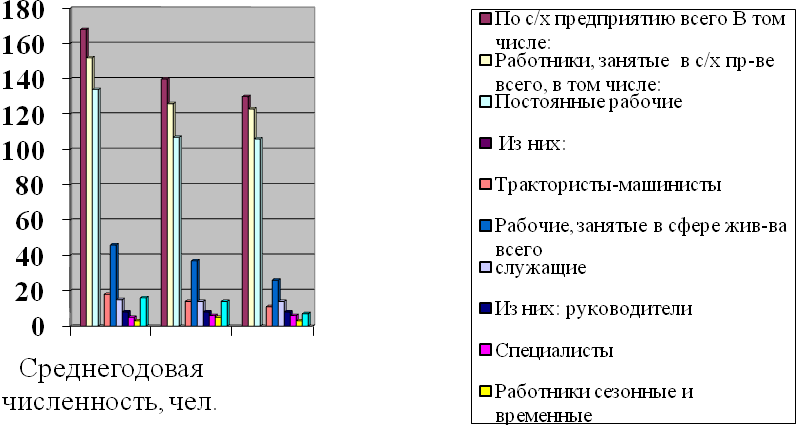 180
160
140
120
100
80
60
40
20
0
Среднегодовая
численность, чел.
По с/х предприятию всего В том
числе:
Работники, занятые в с/х пр-ве
всего, в том числе:
Постоянные рабочие
Из них:
Трактористы-машинисты
Рабочие, занятые в сфере жив-ва
всего
служащие
Из них: руководители
Специалисты
Работники сезонные и
временные